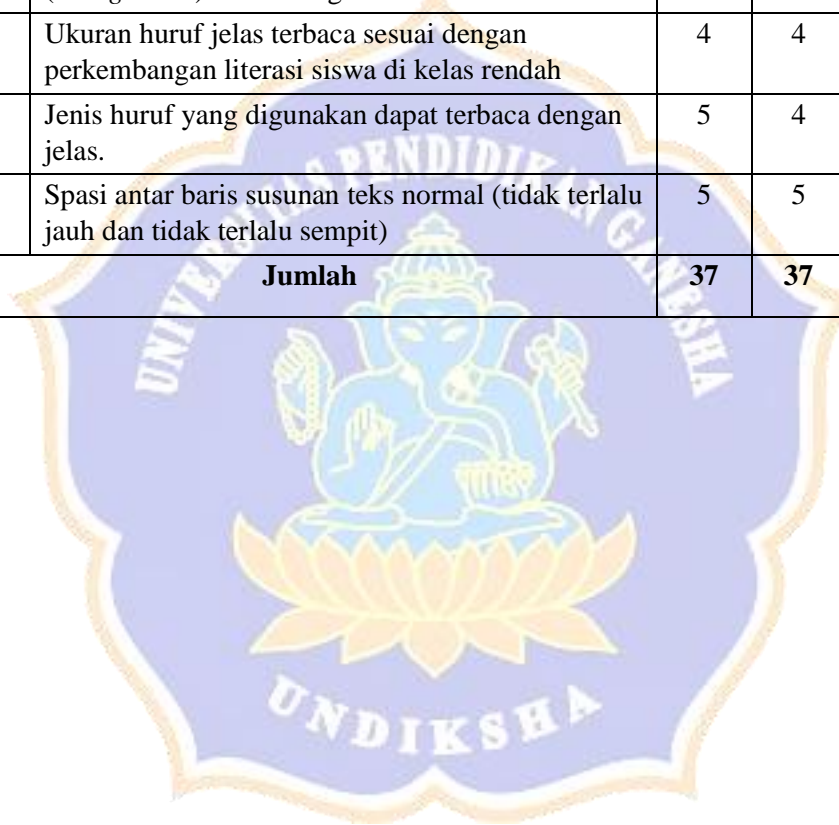 Ukuran huruf jelas terbaca sesuai dengan 4 4
perkembangan literasi siswa di kelas rendah
Jenis huruf yang digunakan dapat terbaca dengan 5 4
jelas.
Spasi antar baris susunan teks normal (tidak terlalu 5 5
jauh dan tidak terlalu sempit)
Jumlah 37 37
UNIVERSITAS PENDIDIKAN GANESHA
UNDIKSHA